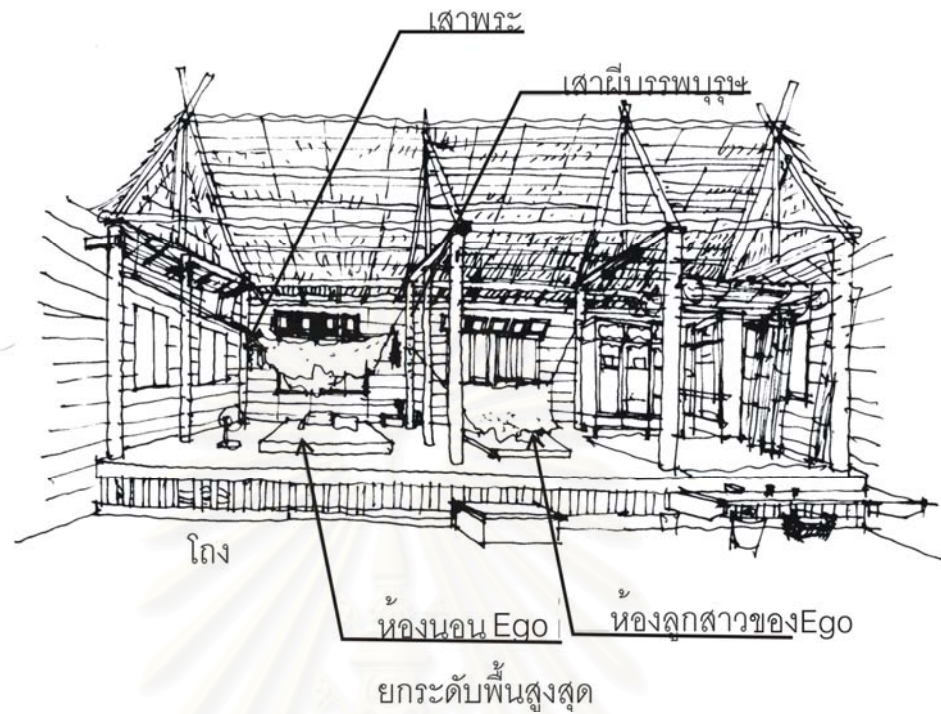 เสาพระ
เสาผีบรรพบุรุษ
โถง
ห้องนอน Ego
ห้องลูกสาวของEgo
ยกระดับพื้นสูงสุด